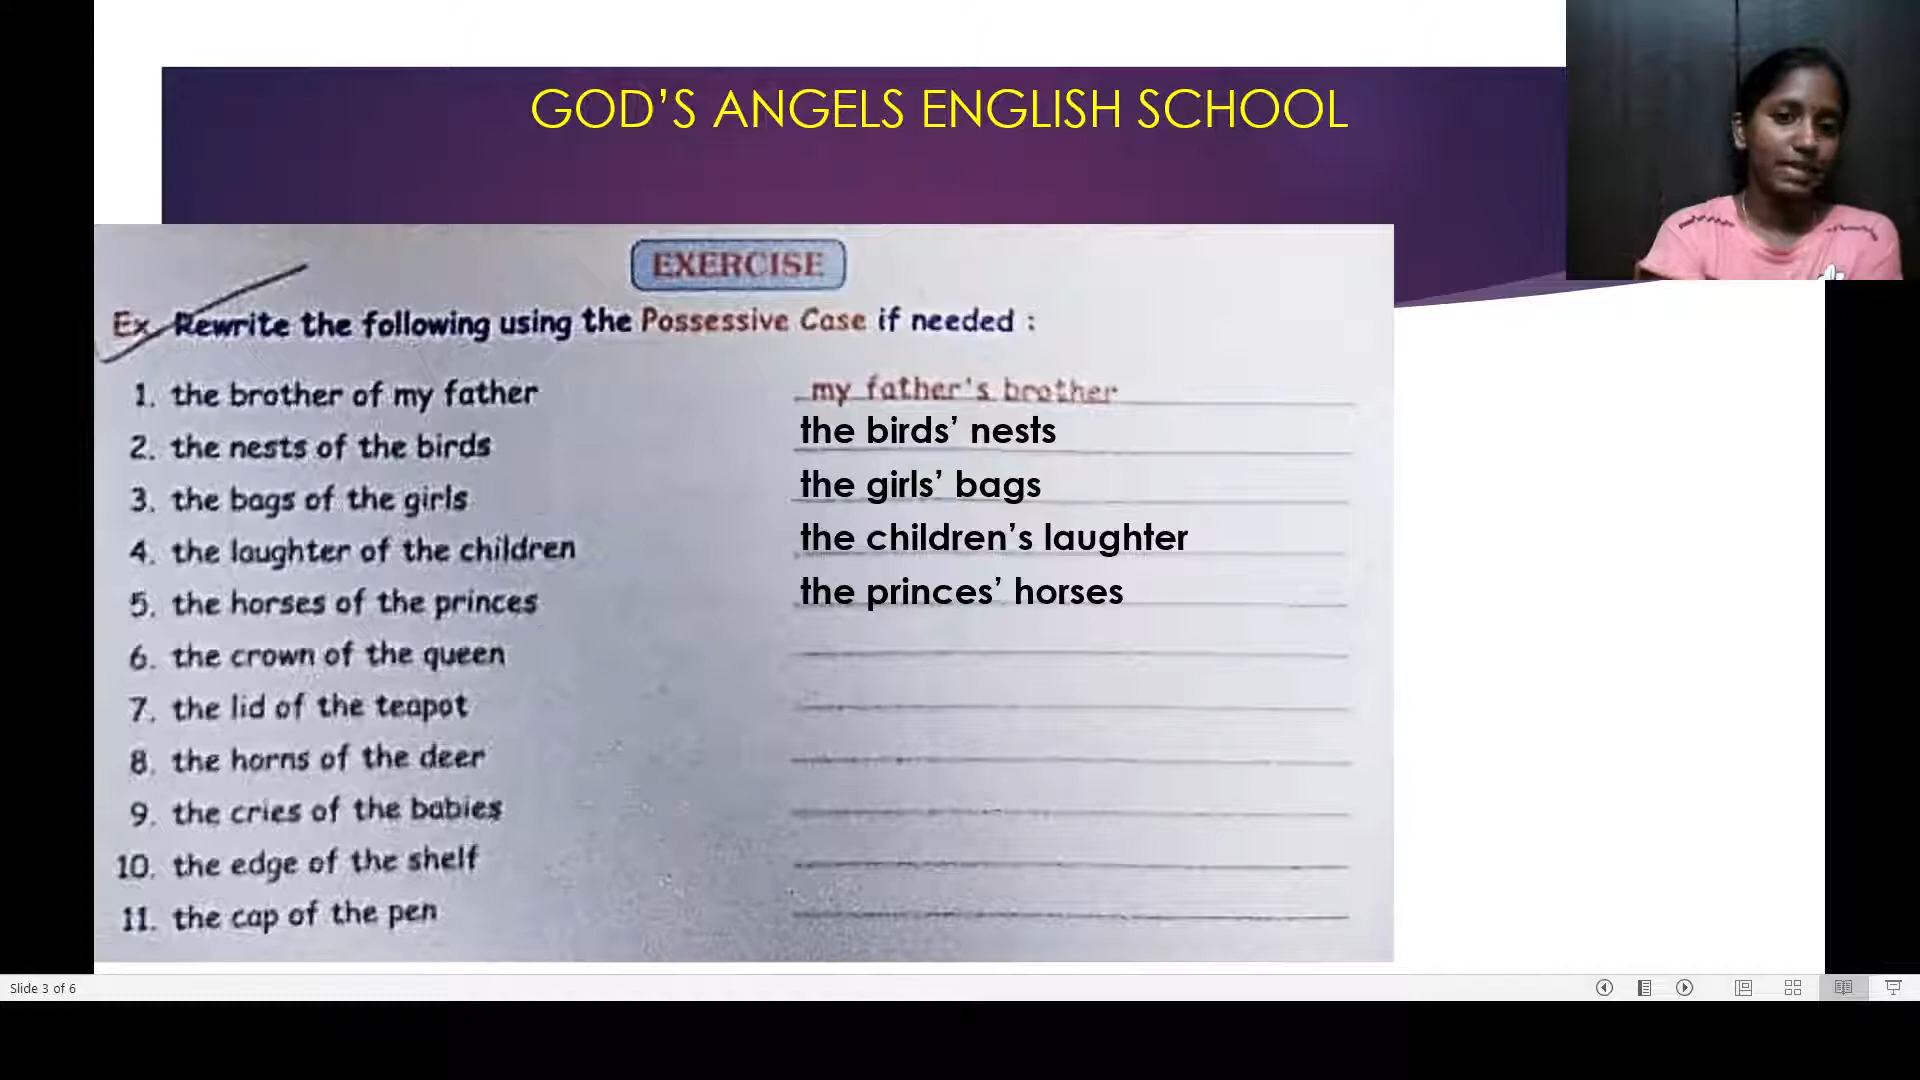 GOD’S ANGELS ENGLISH SCHOOL
EXERCISE
Ex. Rewrite the following using the Possessive Case if needed :
1. the brother of my father my father's brother
2. the nests of the birds the birds’ nests
3. the bags of the girls the girls’ bags
4. the laughter of the children the children’s laughter
5. the horses of the princes the princes’ horses
6. the crown of the queen
7. the lid of the teapot
8. the horns of the deer
9. the cries of the babies
10. the edge of the shelf
11. the cap of the pen
Slide 3 of 6